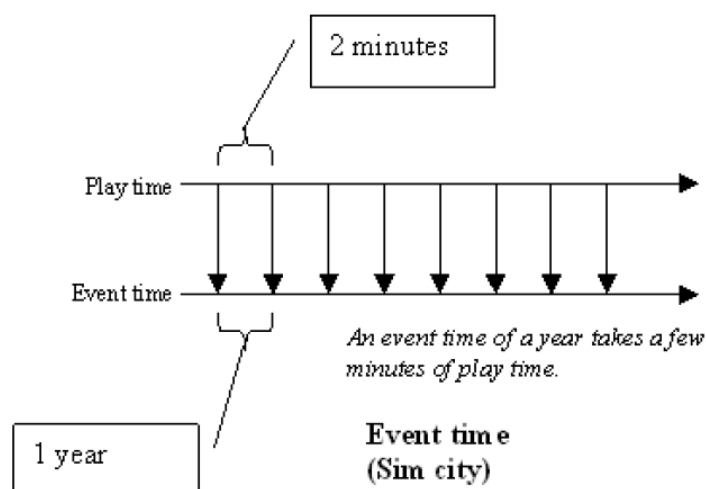 2 minutes
Play time
Event time
An event time of a year takes a few
minutes of play time.
1 year
Event time
(Sim city)